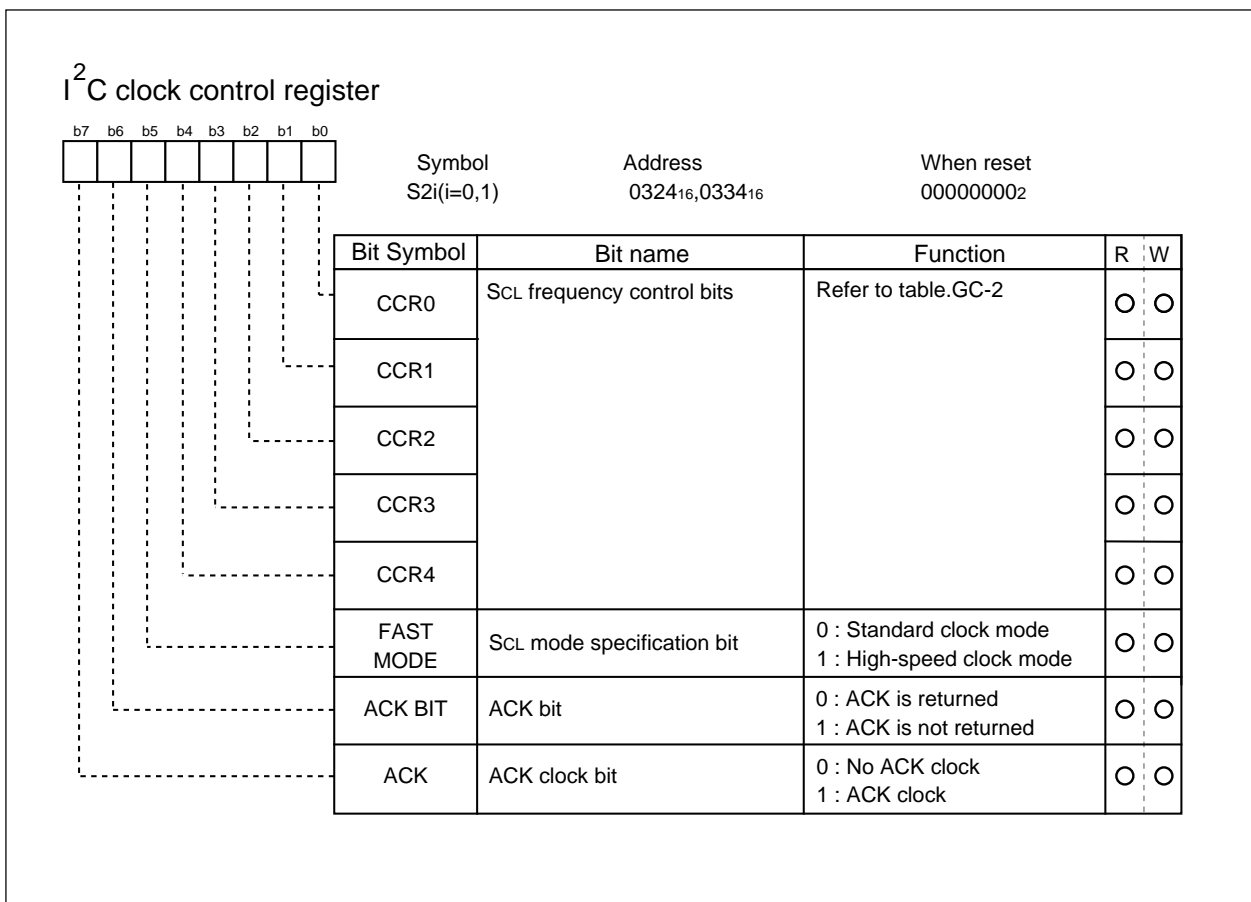 I2C clock control register
b7 b6 b5 b4 b3 b2 b1 b0
Symbol Address When reset
S2i(i=0,1) 032416,033416 000000002
Bit Symbol Bit name Function R W
CCR0 SCL frequency control bits Refer to table.GC-2
CCR1
CCR2
CCR3
CCR4
FAST MODE SCL mode specification bit 0 : Standard clock mode
1 : High-speed clock mode
ACK BIT ACK bit 0 : ACK is returned
1 : ACK is not returned
ACK ACK clock bit 0 : No ACK clock
1 : ACK clock